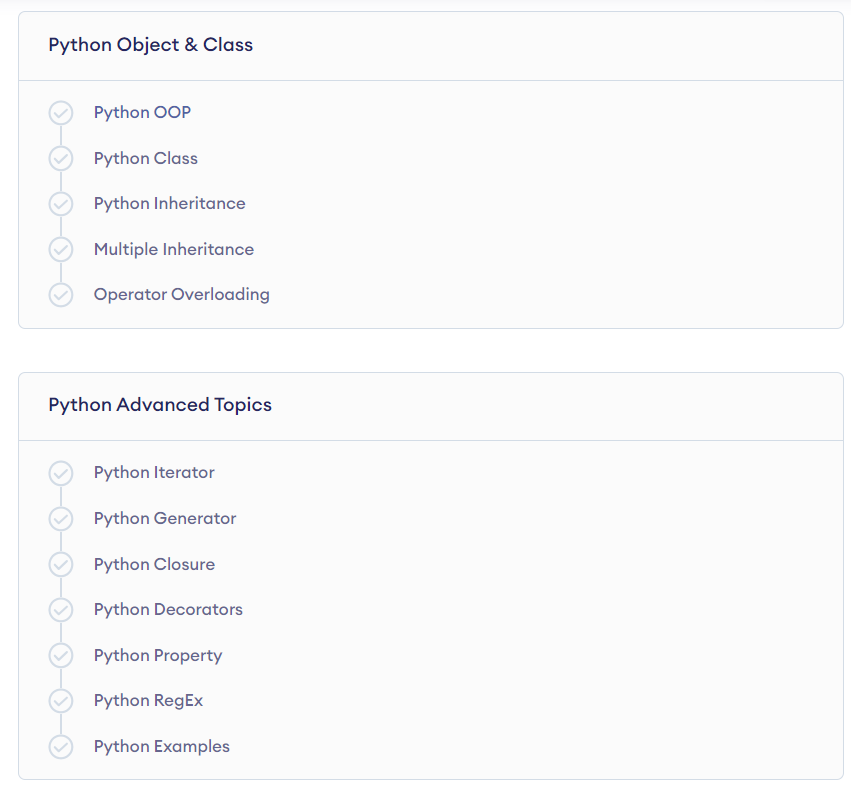 Python Object & Class
Python OOP
Python Class
Python Inheritance
Multiple Inheritance
Operator Overloading
Python Advanced Topics
Python Iterator
Python Generator
Python Closure
Python Decorators
Python Property
Python RegEx
Python Examples